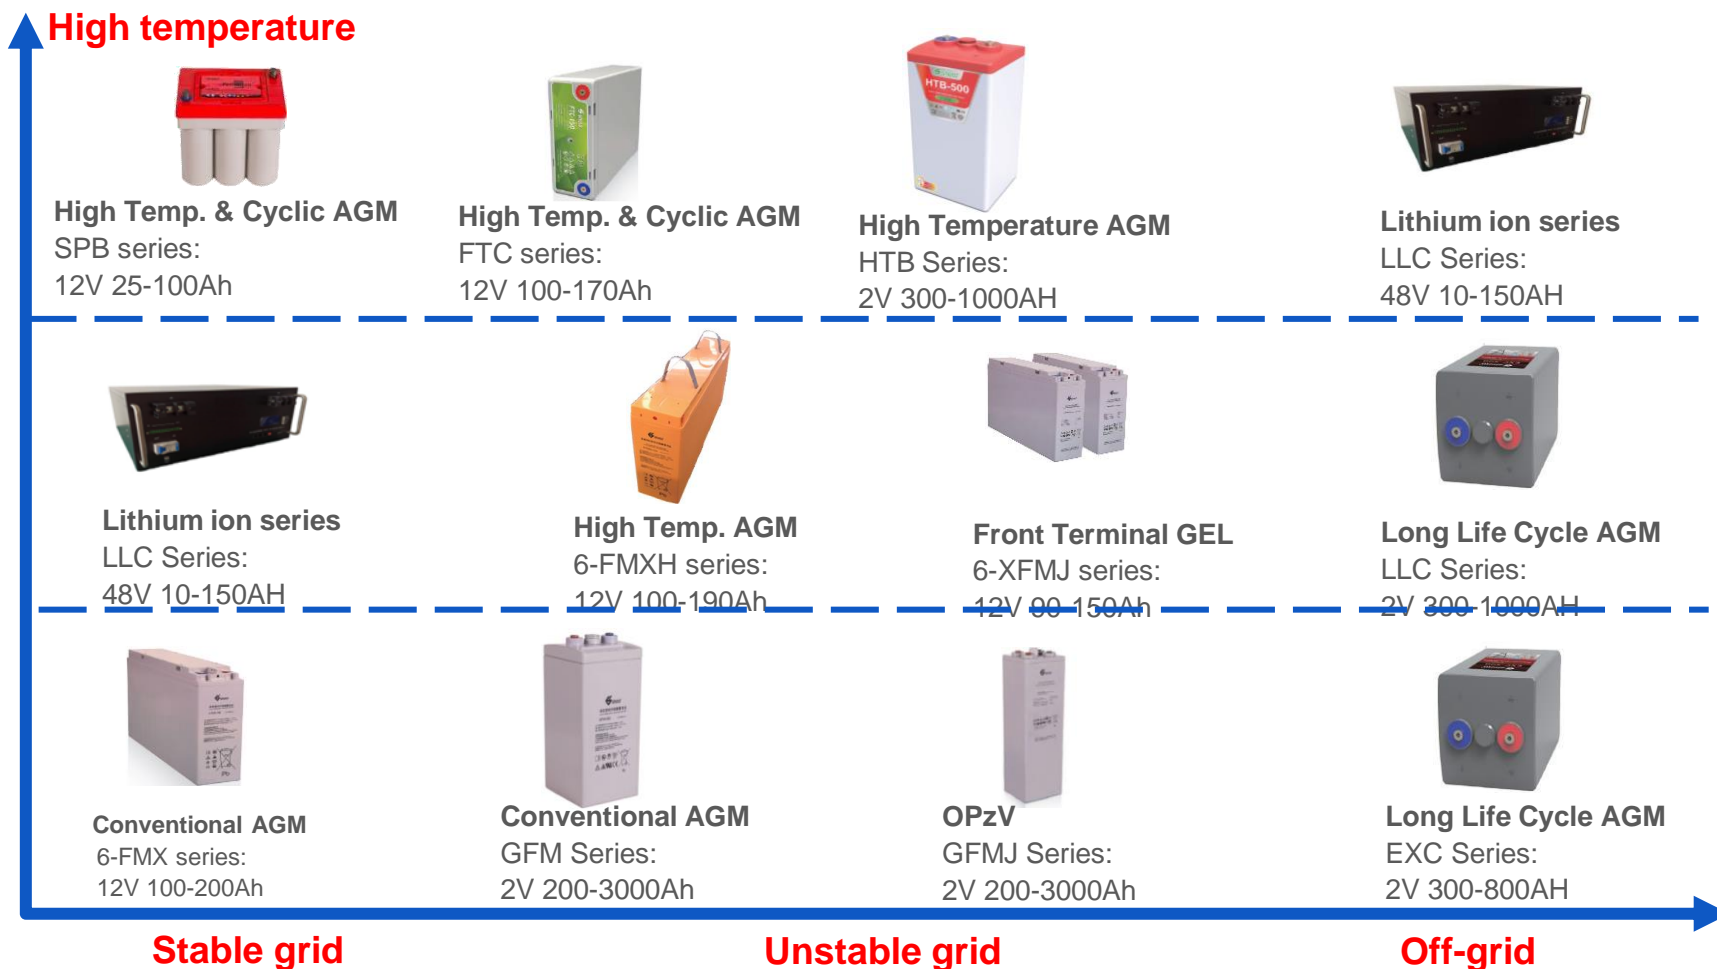 High temperature
HTB-500
High Temp. & Cyclic AGM
SPB series:
12V 25-100Ah
High Temp. & Cyclic AGM
FTC series:
12V 100-170Ah
High Temperature AGM
HTB Series:
2V 300-1000AH
Lithium ion series
LLC Series:
48V 10-150AH
Lithium ion series
LLC Series:
48V 10-150AH
High Temp. AGM
6-FMXH series:
12V 100-190Ah
Front Terminal GEL
6-XFMJ series:
12V 90-150Ah
Long Life Cycle AGM
LLC Series:
2V 300-1000AH
Pb
Conventional AGM
6-FMX series:
12V 100-200Ah
Conventional AGM
GFM Series:
2V 200-3000Ah
OPzV
GFMJ Series:
2V 200-3000Ah
Long Life Cycle AGM
EXC Series:
2V 300-800AH
Stable grid
Unstable grid
Off-grid